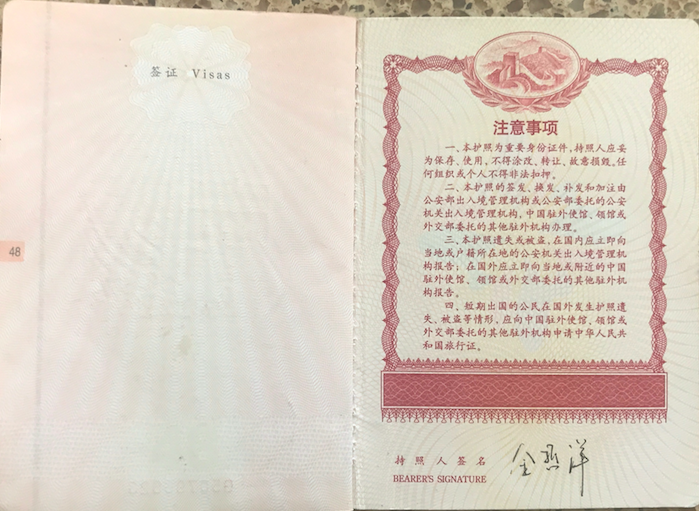 签证 Visas
48
注意事项
一、本护照为重要身份证件，持照人应妥
为保存、使用，不得涂改、转让、故意损毁。任
何组织或个人不得非法扣押。
二、本护照的签发、换发、补发和加注由
公安部出入境管理机构或公安部委托的公安
机关出入境管理机构，中国驻外使馆、领馆或
外交部委托的其他驻外机构办理。
三、本护照遗失或被盗，在国内应立即向
当地或户籍所在地的公安机关出入境管理机
构报告；在国外应立即向当地或附近的中国
驻外使馆、领馆或外交部委托的其他驻外机
构报告。
四、短期出国的公民在国外发生护照遗
失、被盗等情形，应向中国驻外使馆、领馆或
外交部委托的其他驻外机构申请中华人民共
和国旅行证。
持照人签名
BEARER'S SIGNATURE